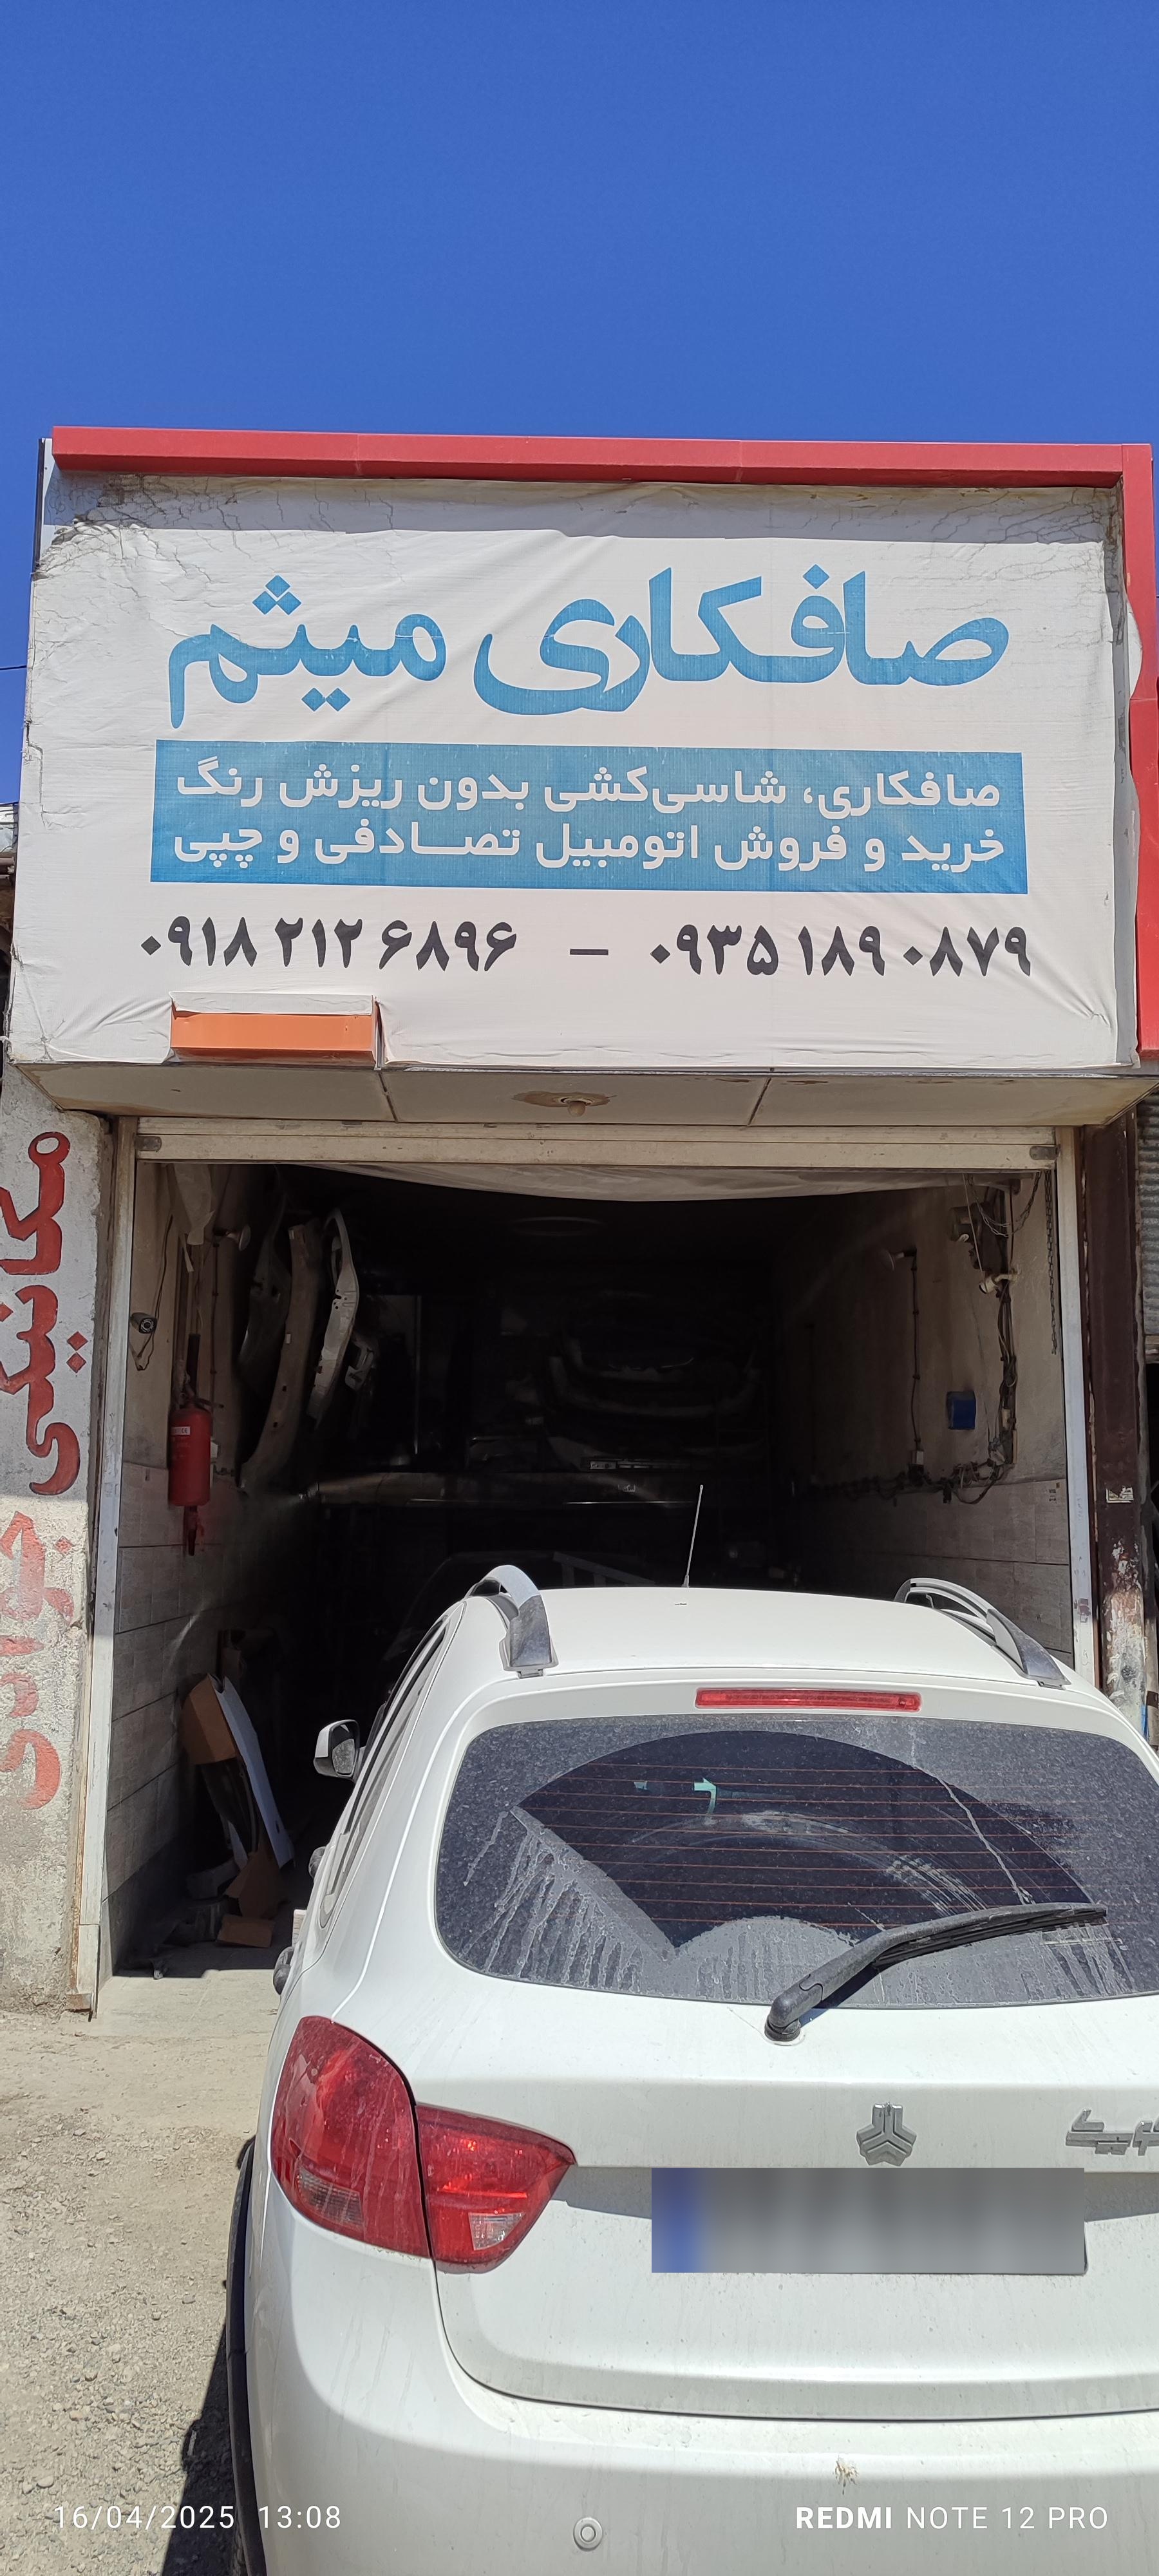 صافکاری میثم
صافکاری، شاسی‌کشی بدون ریزش رنگ
خرید و فروش اتومبیل تصـــادفی و چپی
۰۹۱۸ ۲۱۲ ۶۸۹۶ – ۰۹۳۵ ۱۸۹ ۰۸۷۹
16/04/2025 13:08
REDMI NOTE 12 PRO